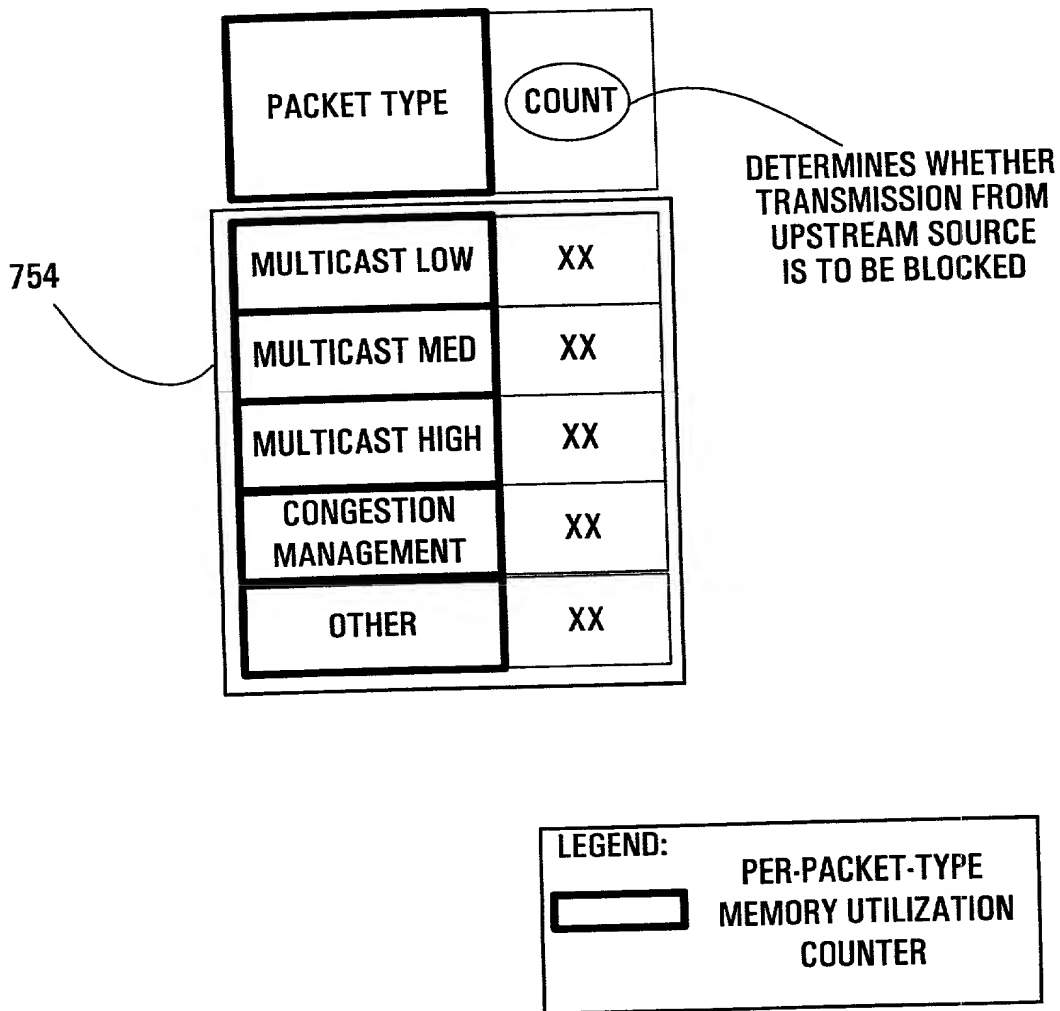 PACKET TYPE
COUNT
DETERMINES WHETHER
TRANSMISSION FROM
UPSTREAM SOURCE
IS TO BE BLOCKED
754
MULTICAST LOW
XX
MULTICAST MED
XX
MULTICAST HIGH
XX
CONGESTION
MANAGEMENT
XX
OTHER
XX
LEGEND:
PER-PACKET-TYPE
MEMORY UTILIZATION
COUNTER